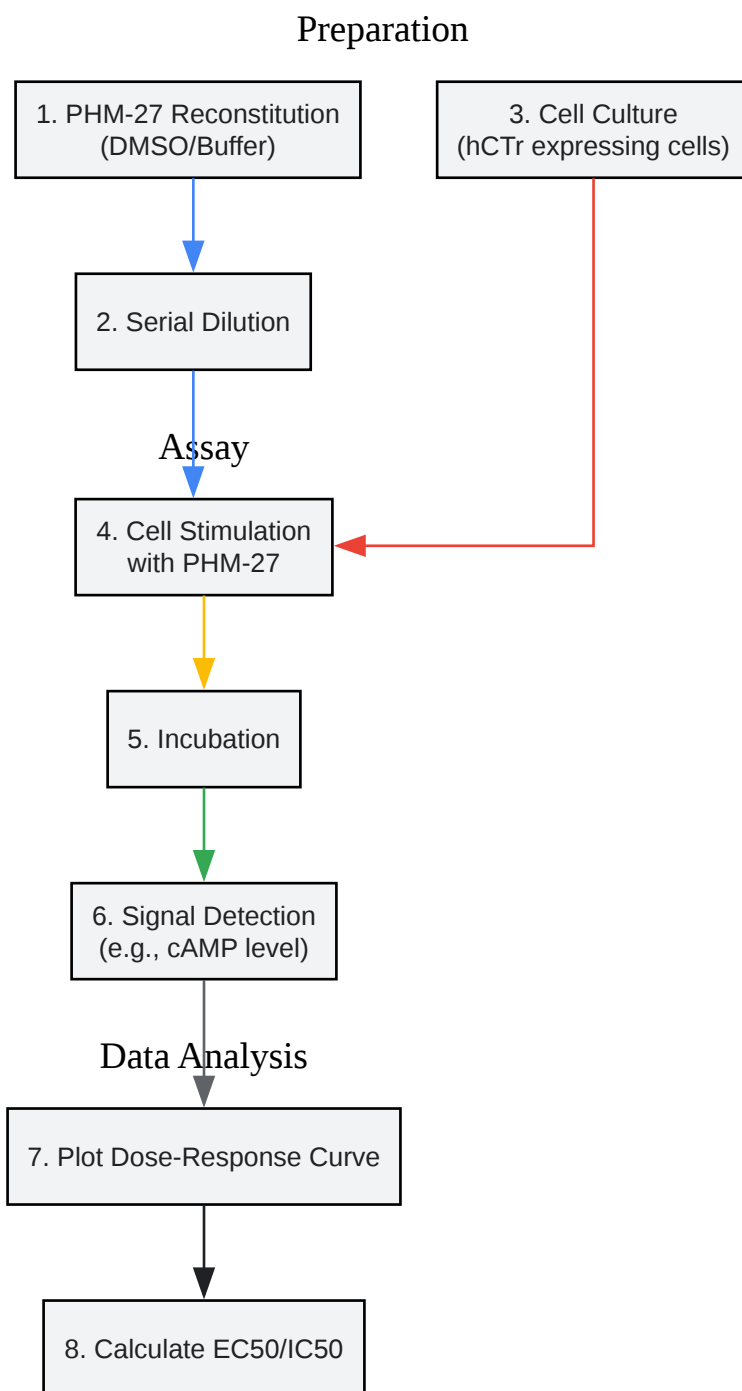 Preparation
1. PHM-27 Reconstitution
(DMSO/Buffer)
3. Cell Culture
(hCTr expressing cells)
2. Serial Dilution
Assay
4. Cell Stimulation
with PHM-27
5. Incubation
6. Signal Detection
(e.g., cAMP level)
Data Analysis
7. Plot Dose-Response Curve
8. Calculate EC50/IC50